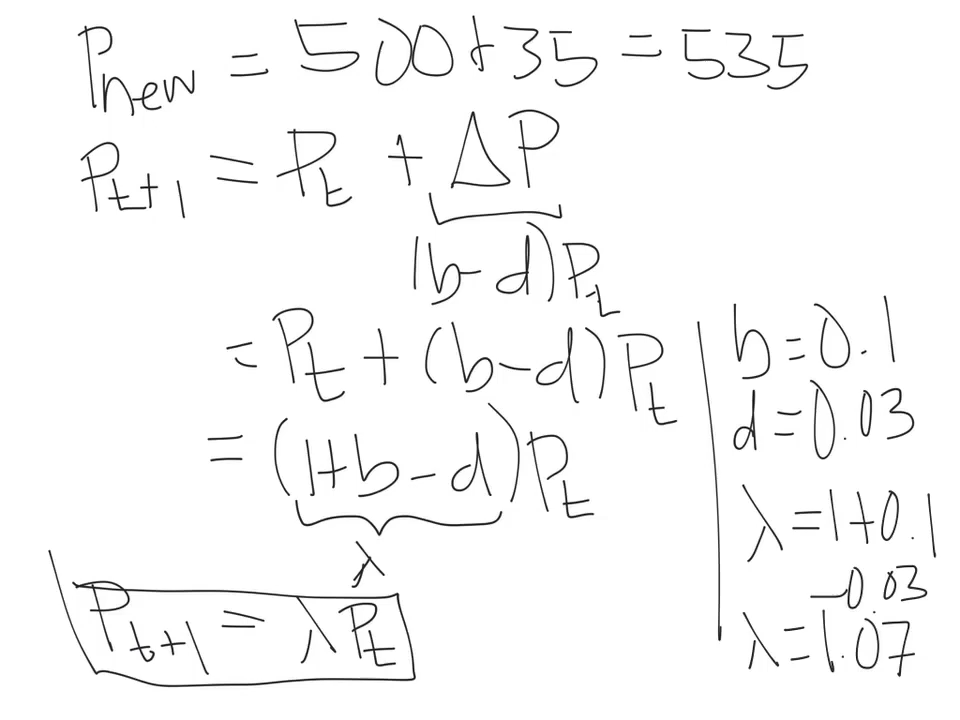 P_new = 500+35 = 535
P_t+1 = P_t + ΔP
(b-d)P_t
= P_t + (b-d)P_t
= (1+b-d)P_t
λ
P_t+1 = λP_t
b=0.1
d=0.03
λ=1+0.1
-0.03
λ=1.07